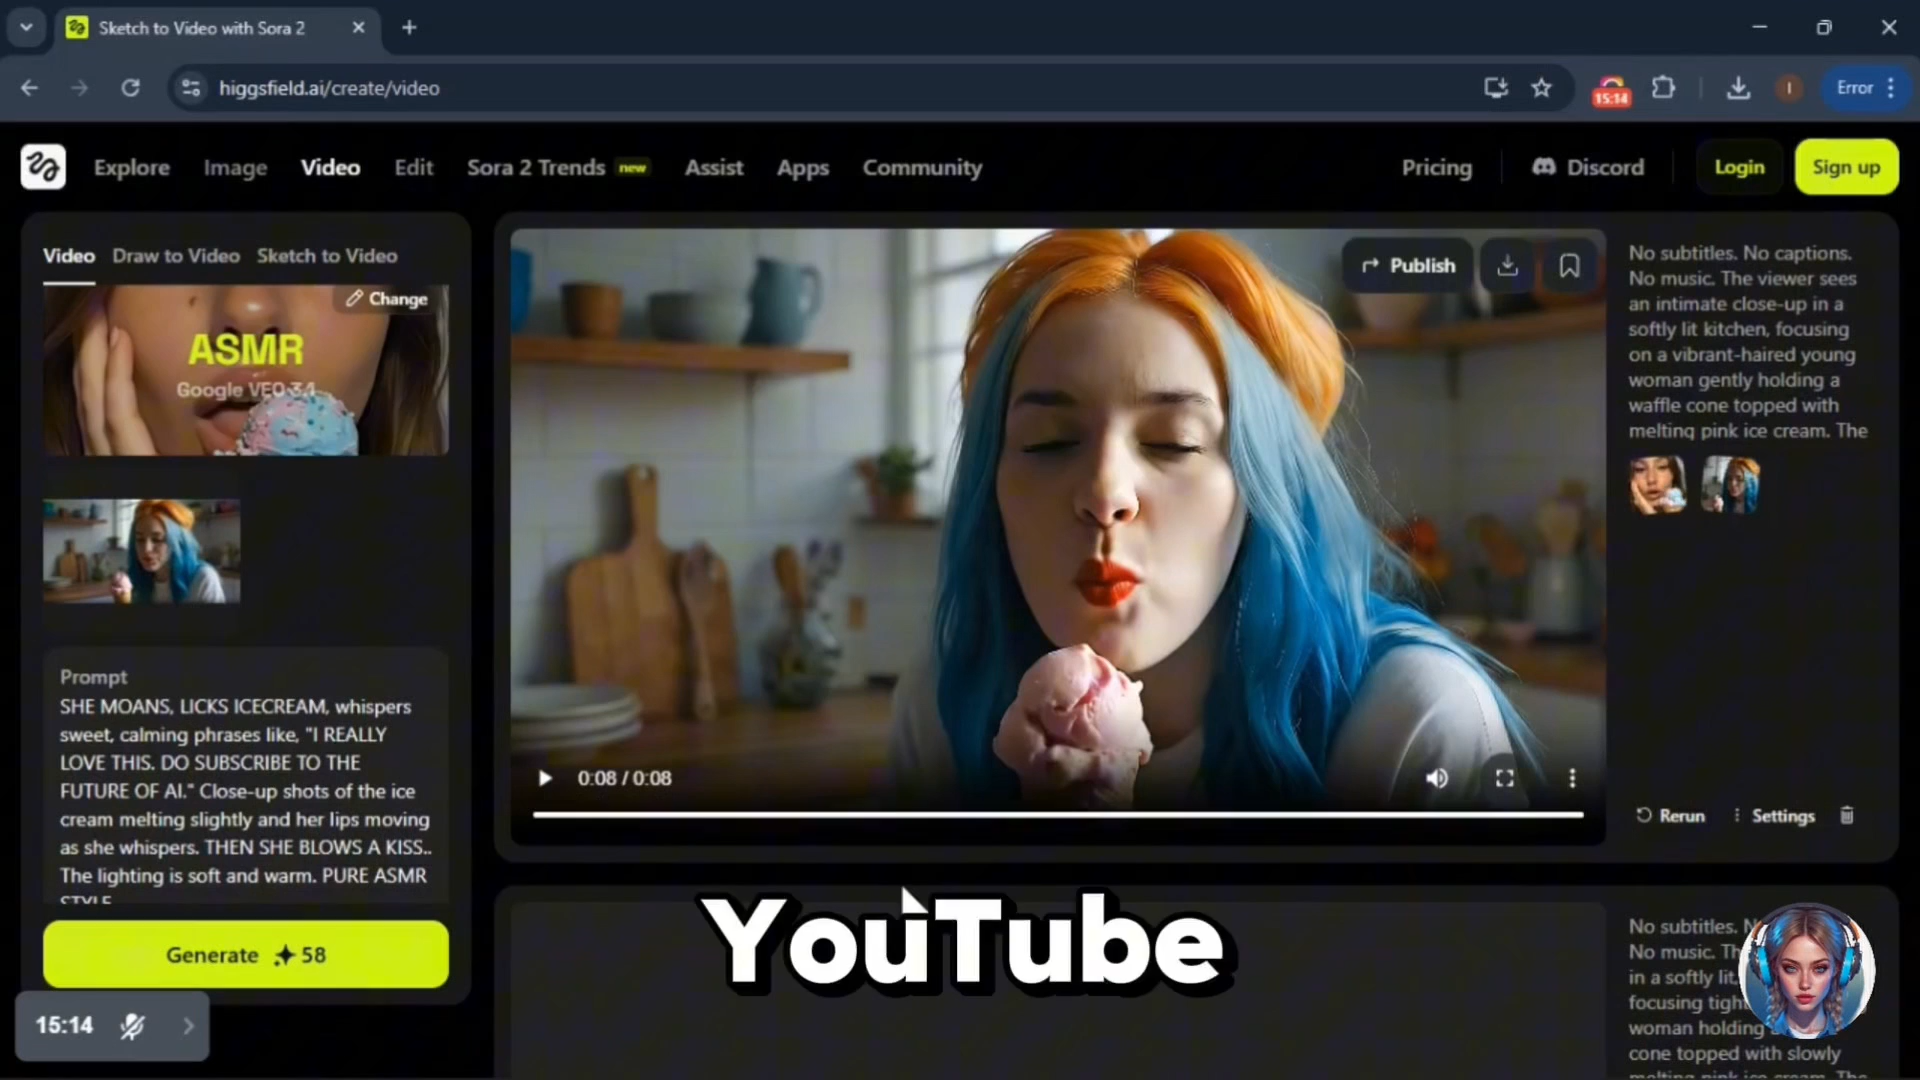 Sketch to Video with Sora 2
higgsfield.ai/create/video
15:14
I
Error
Explore Image Video Edit Sora 2 Trends new Assist Apps Community
Pricing Discord Login Sign up
Video Draw to Video Sketch to Video
Change
ASMR
Google VEO 3.1
Prompt
SHE MOANS, LICKS ICECREAM, whispers
sweet, calming phrases like, "I REALLY
LOVE THIS. DO SUBSCRIBE TO THE
FUTURE OF AI." Close-up shots of the ice
cream melting slightly and her lips moving
as she whispers. THEN SHE BLOWS A KISS..
The lighting is soft and warm. PURE ASMR
STYLE
Generate 58
15:14
Publish
0:08 / 0:08
No subtitles. No captions.
No music. The viewer sees
an intimate close-up in a
softly lit kitchen, focusing
on a vibrant-haired young
woman gently holding a
waffle cone topped with
melting pink ice cream. The
Rerun Settings
YouTube
No subtitles.
No music.
in a softly lit,
focusing
woman holding
cone topped with slowly
melting pink ice cream. The